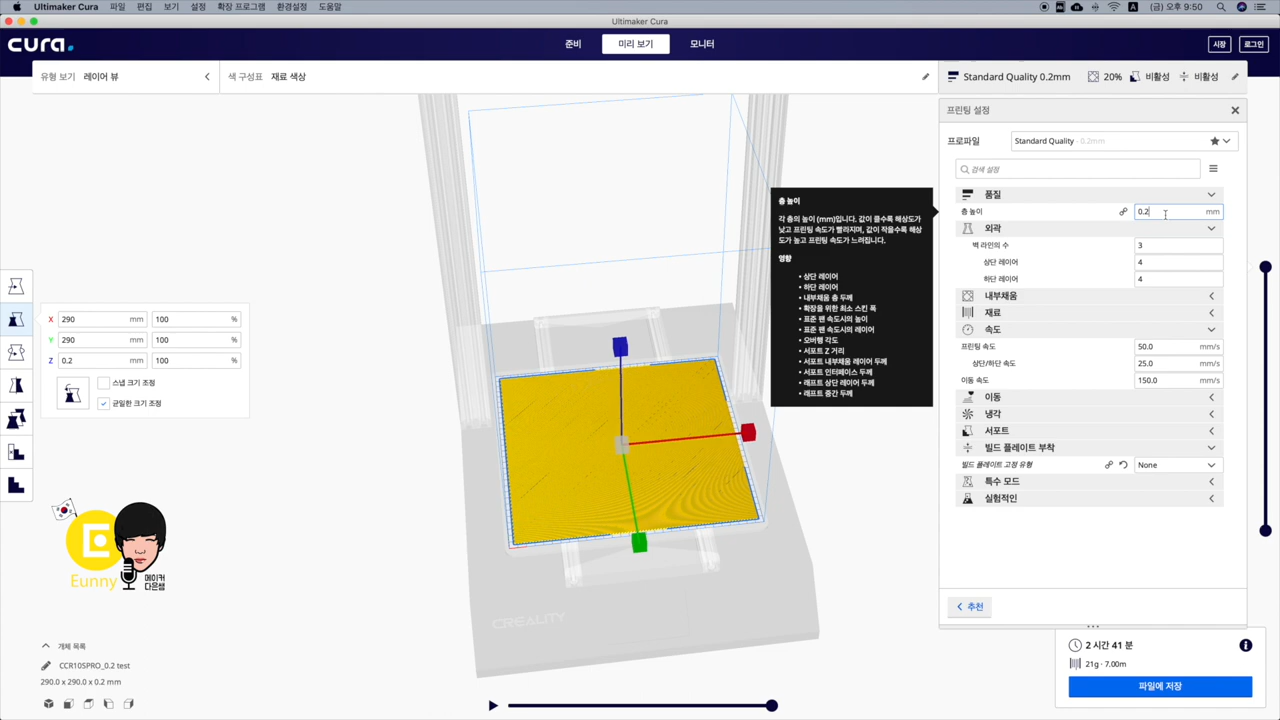 Ultimaker Cura 파일 편집 보기 설정 확장 프로그램 환경설정 도움말
A (금) 오후 9:50
Ultimaker Cura
cura.
준비 미리 보기 모니터
시장 로그인
유형 보기 레이어 뷰
색 구성표 재료 색상
Standard Quality 0.2mm 20% 비활성 비활성
프린팅 설정
프로파일 Standard Quality - 0.2mm
검색 설정
품질
층 높이 0.2 mm
외곽
벽 라인의 수 3
상단 레이어 4
하단 레이어 4
내부채움
재료
속도
프린팅 속도 50.0 mm/s
상단/하단 속도 25.0 mm/s
이동 속도 150.0 mm/s
이동
냉각
서포트
빌드 플레이트 부착
빌드 플레이트 고정 유형 None
특수 모드
실험적인
추천
층 높이
각 층의 높이 (mm)입니다. 값이 클수록 해상도가
낮고 프린팅 속도가 빨라지며, 값이 작을수록 해상
도가 높고 프린팅 속도가 느려집니다.
영향
• 상단 레이어
• 하단 레이어
• 내부채움 층 두께
• 확장을 위한 최소 스킨 폭
• 표준 팬 속도시의 높이
• 표준 팬 속도시의 레이어
• 오버행 각도
• 서포트 Z 거리
• 서포트 내부채움 레이어 두께
• 서포트 인터페이스 두께
• 래프트 상단 레이어 두께
• 래프트 중간 두께
X 290 mm 100 %
Y 290 mm 100 %
Z 0.2 mm 100 %
스냅 크기 조정
균일한 크기 조정
E
Eunny
메이커
다은쌤
CREALITY
개체 목록
CCR10SPRO_0.2 test
290.0 x 290.0 x 0.2 mm
2 시간 41 분
21g · 7.00m
파일에 저장